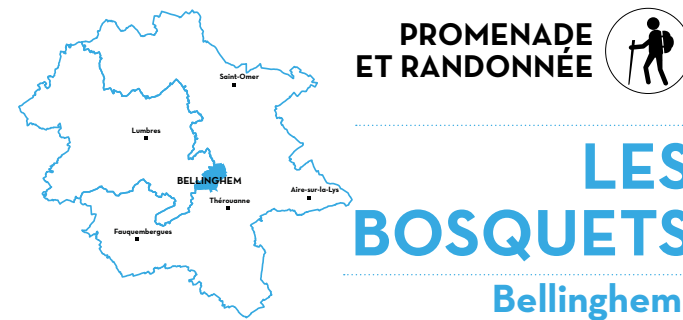 Saint-Omer
Lumbres
BELLINGHEM
Aire-sur-la-Lys
Thérouanne
Fauquembergues
PROMENADE
ET RANDONNÉE
LES
BOSQUETS
Bellinghem